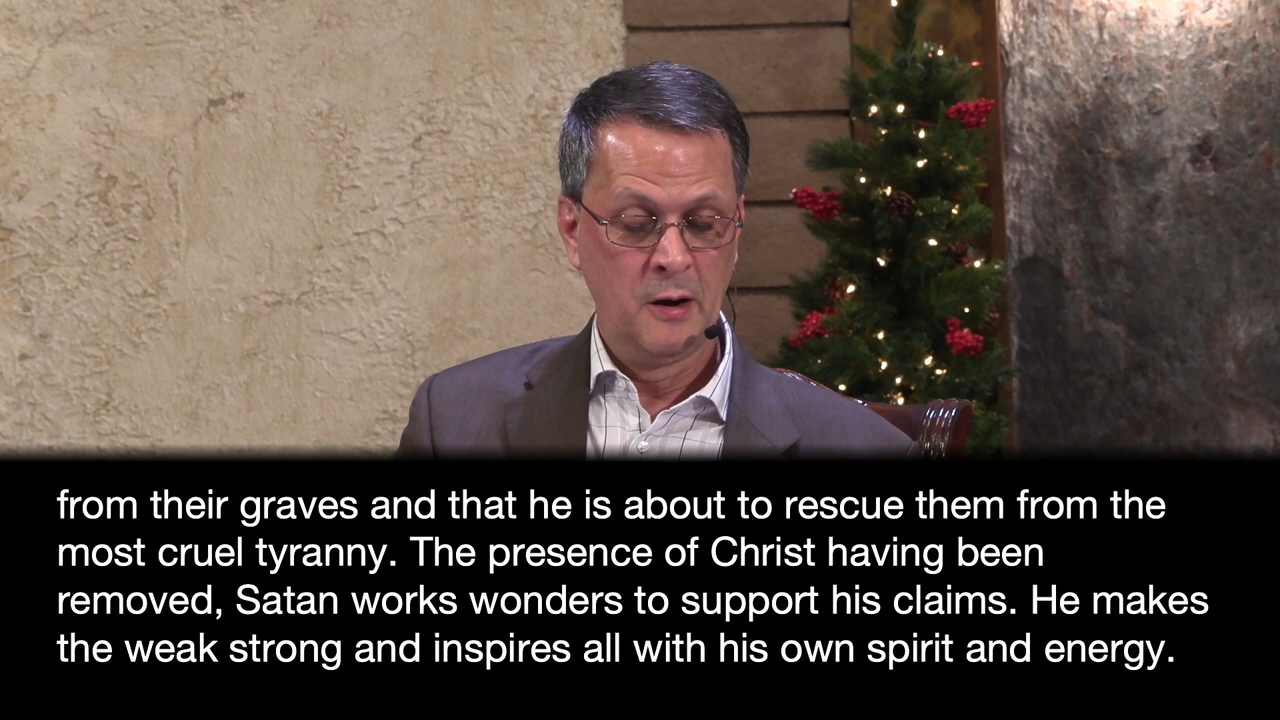 from their graves and that he is about to rescue them from the
most cruel tyranny. The presence of Christ having been
removed, Satan works wonders to support his claims. He makes
the weak strong and inspires all with his own spirit and energy.